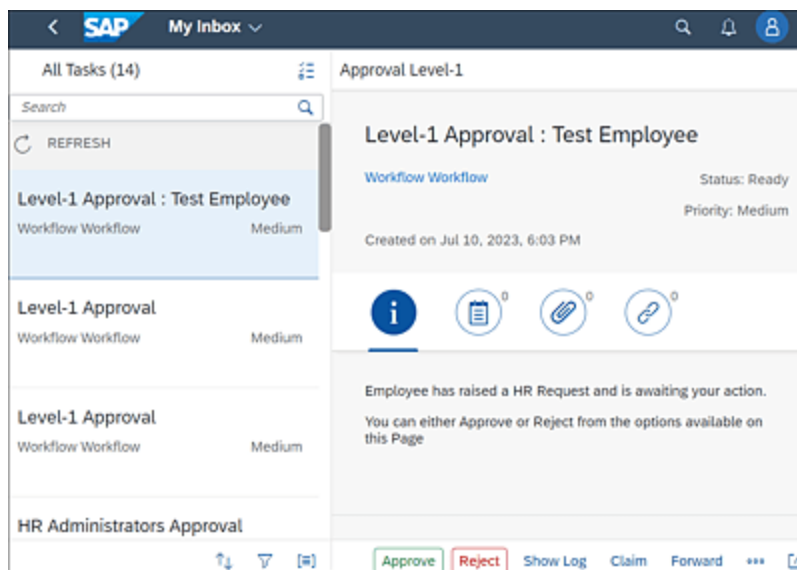 SAP My Inbox
All Tasks (14)
Search
REFRESH
Level-1 Approval : Test Employee
Workflow Workflow Medium
Level-1 Approval
Workflow Workflow Medium
Level-1 Approval
Workflow Workflow Medium
HR Administrators Approval
Approval Level-1
Level-1 Approval : Test Employee
Workflow Workflow Status: Ready
Priority: Medium
Created on Jul 10, 2023, 6:03 PM
i 0 0 0
Employee has raised a HR Request and is awaiting your action.
You can either Approve or Reject from the options available on
this Page
Approve Reject Show Log Claim Forward